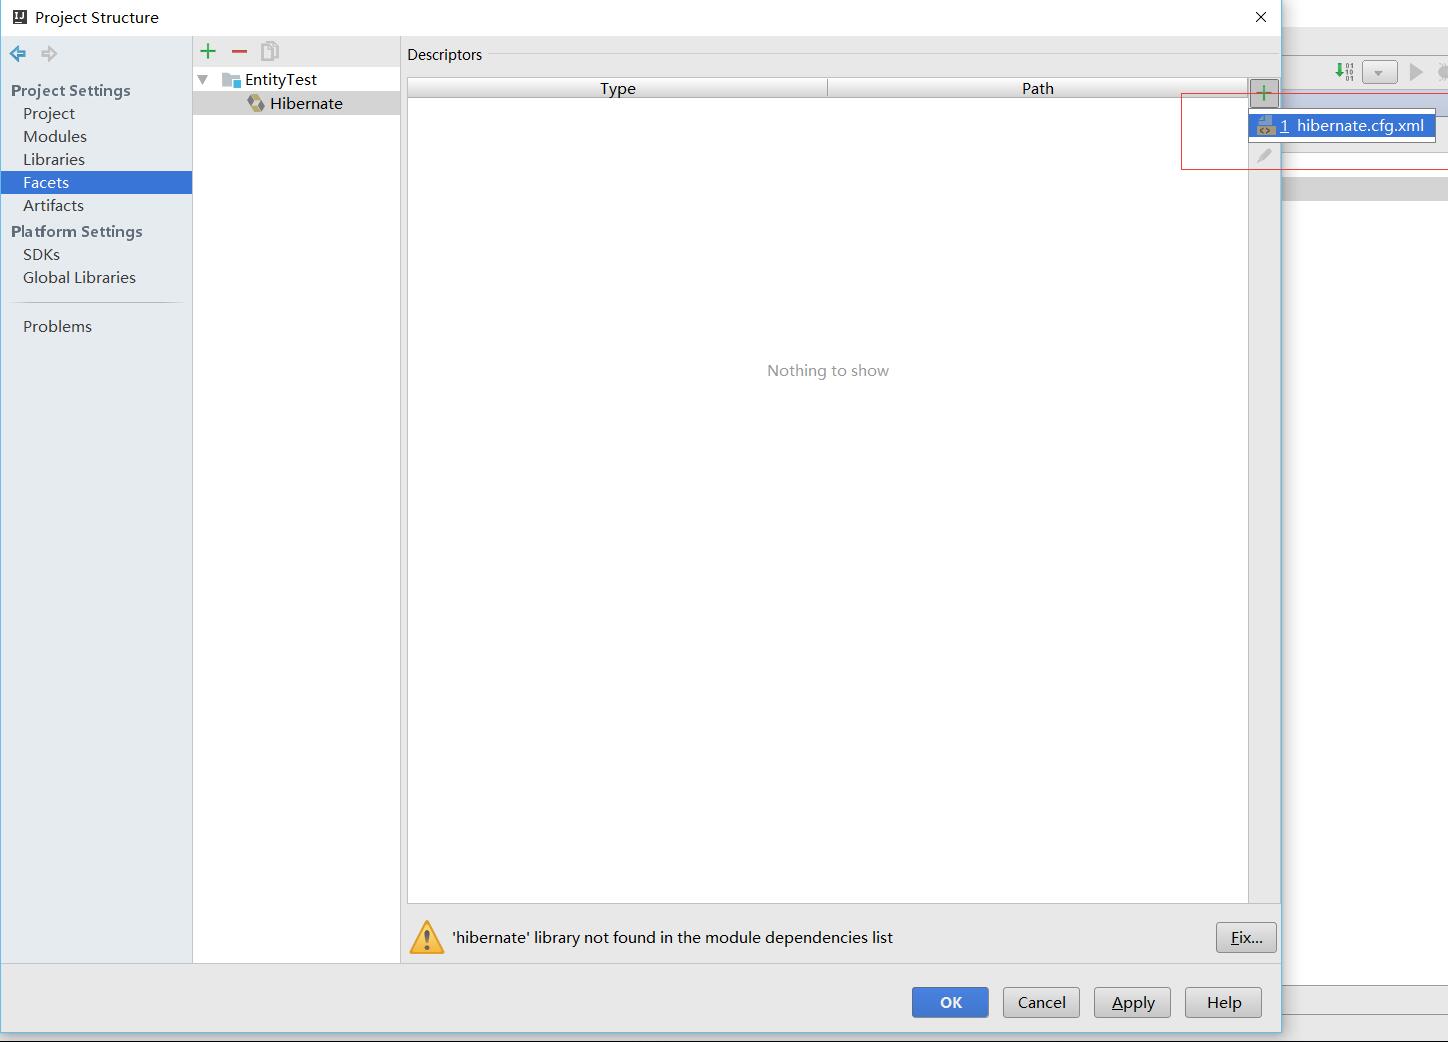 Project Structure
Project Settings
Project
Modules
Libraries
Facets
Artifacts
Platform Settings
SDKs
Global Libraries
Problems
EntityTest
Hibernate
Descriptors
Type Path
1 hibernate.cfg.xml
Nothing to show
'hibernate' library not found in the module dependencies list
Fix...
OK Cancel Apply Help